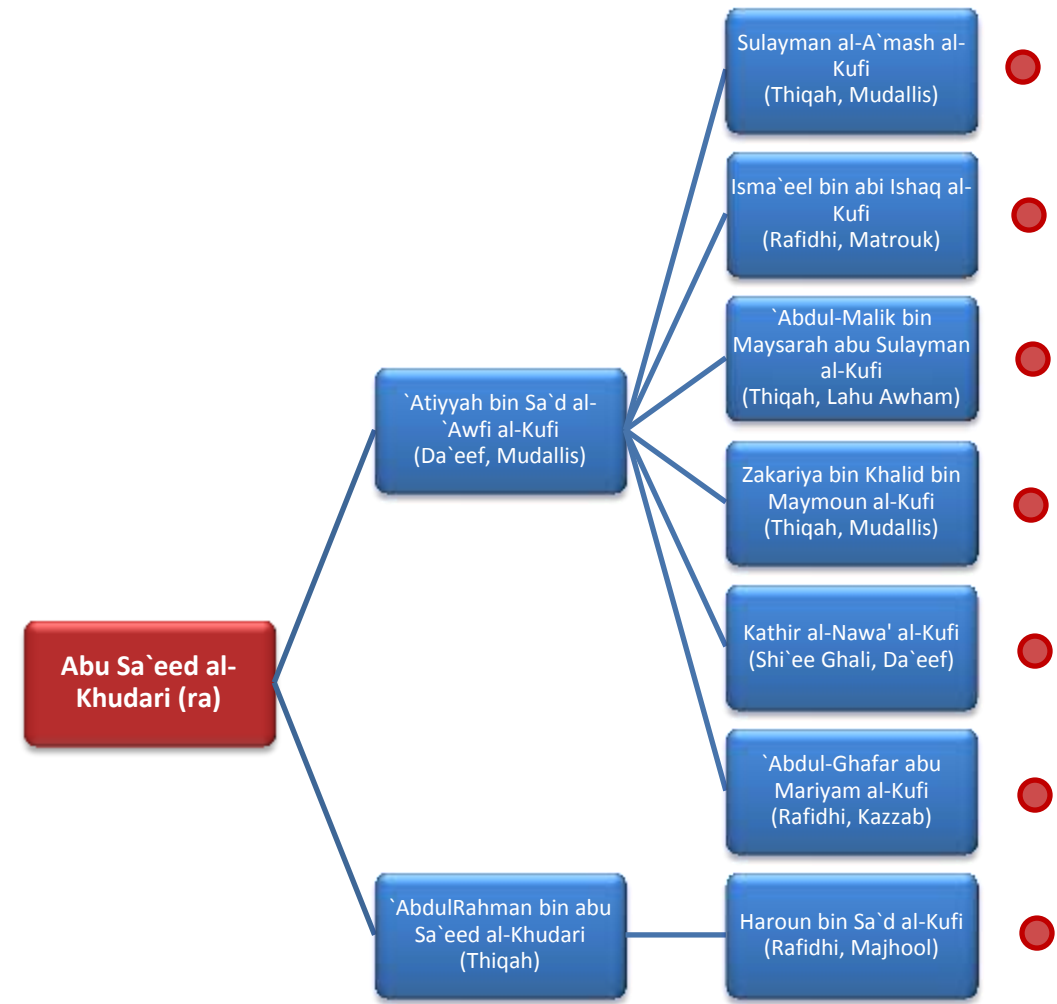 Sulayman al-A`mash al-
Kufi
(Thiqah, Mudallis)
Isma`eel bin abi Ishaq al-
Kufi
(Rafidhi, Matrouk)
`Abdul-Malik bin
Maysarah abu Sulayman
al-Kufi
(Thiqah, Lahu Awham)
`Atiyyah bin Sa`d al-
`Awfi al-Kufi
(Da`eef, Mudallis)
Zakariya bin Khalid bin
Maymoun al-Kufi
(Thiqah, Mudallis)
Kathir al-Nawa' al-Kufi
(Shi`ee Ghali, Da`eef)
Abu Sa`eed al-
Khudari (ra)
`Abdul-Ghafar abu
Mariyam al-Kufi
(Rafidhi, Kazzab)
`AbdulRahman bin abu
Sa`eed al-Khudari
(Thiqah)
Haroun bin Sa`d al-Kufi
(Rafidhi, Majhool)